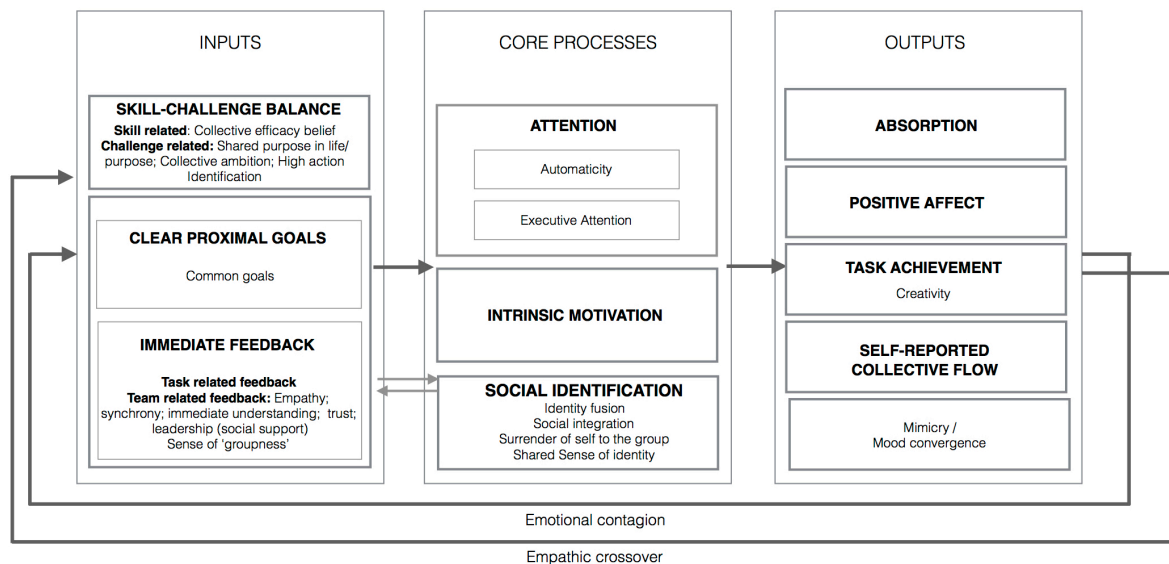 INPUTS
SKILL-CHALLENGE BALANCE
Skill related: Collective efficacy belief
Challenge related: Shared purpose in life/
purpose; Collective ambition; High action
Identification
CLEAR PROXIMAL GOALS
Common goals
IMMEDIATE FEEDBACK
Task related feedback
Team related feedback: Empathy;
synchrony; immediate understanding; trust;
leadership (social support)
Sense of ‘groupness’
CORE PROCESSES
ATTENTION
Automaticity
Executive Attention
INTRINSIC MOTIVATION
SOCIAL IDENTIFICATION
Identity fusion
Social integration
Surrender of self to the group
Shared Sense of identity
OUTPUTS
ABSORPTION
POSITIVE AFFECT
TASK ACHIEVEMENT
Creativity
SELF-REPORTED
COLLECTIVE FLOW
Mimicry /
Mood convergence
Emotional contagion
Empathic crossover